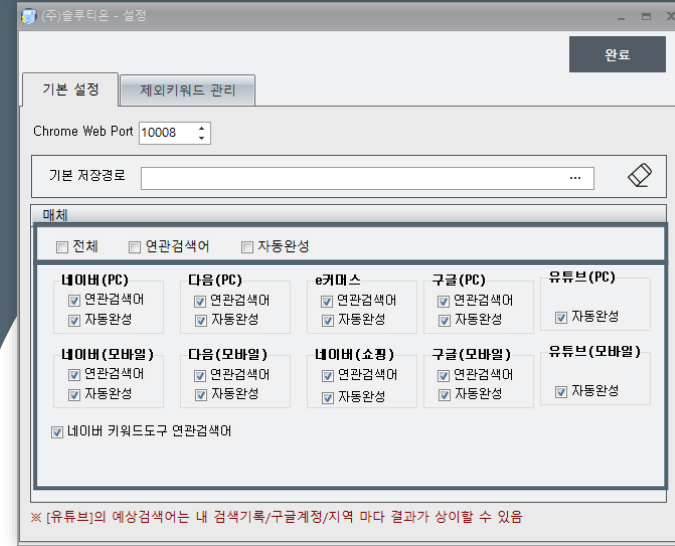 (주)솔루티온 - 설정
완료
기본 설정 제외키워드 관리
Chrome Web Port 10008
기본 저장경로 ...
매체
전체 연관검색어 자동완성
네이버(PC) 다음(PC) e커머스 구글(PC) 유튜브(PC)
연관검색어 연관검색어 연관검색어 연관검색어
자동완성 자동완성 자동완성 자동완성 자동완성
네이버(모바일) 다음(모바일) 네이버(쇼핑) 구글(모바일) 유튜브(모바일)
연관검색어 연관검색어 연관검색어 연관검색어
자동완성 자동완성 자동완성 자동완성 자동완성
네이버 키워드도구 연관검색어
※ [유튜브]의 예상검색어는 내 검색기록/구글계정/지역 마다 결과가 상이할 수 있음